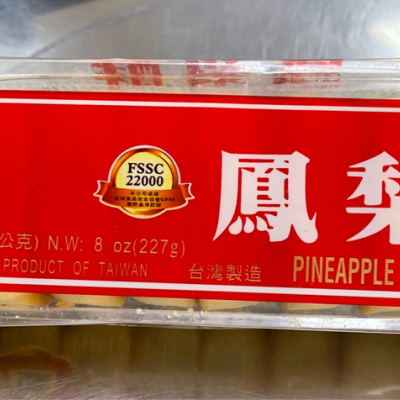 FSSC
22000
鳳梨
公克) N.W: 8 oz(227g)
PRODUCT OF TAIWAN 台灣製造 PINEAPPLE